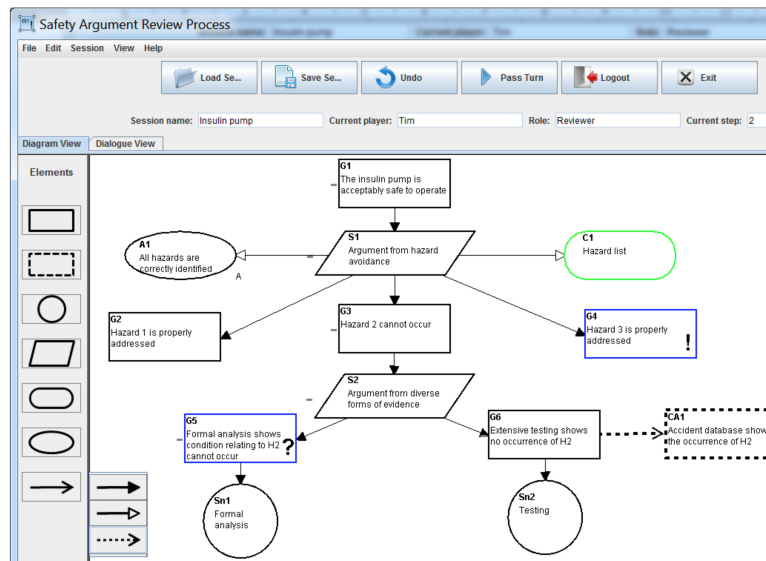 Safety Argument Review Process
File Edit Session View Help
Load Se... Save Se... Undo Pass Turn Logout Exit
Session name: Insulin pump Current player: Tim Role: Reviewer Current step: 2
Diagram View Dialogue View
Elements
G1
The insulin pump is
acceptably safe to operate
A1
All hazards are
correctly identified
A
S1
Argument from hazard
avoidance
C1
Hazard list
G2
Hazard 1 is properly
addressed
G3
Hazard 2 cannot occur
G4
Hazard 3 is properly
addressed
!
S2
Argument from diverse
forms of evidence
G5
Formal analysis shows
condition relating to H2
cannot occur
?
G6
Extensive testing shows
no occurrence of H2
CA1
Accident database show
the occurrence of H2
Sn1
Formal
analysis
Sn2
Testing